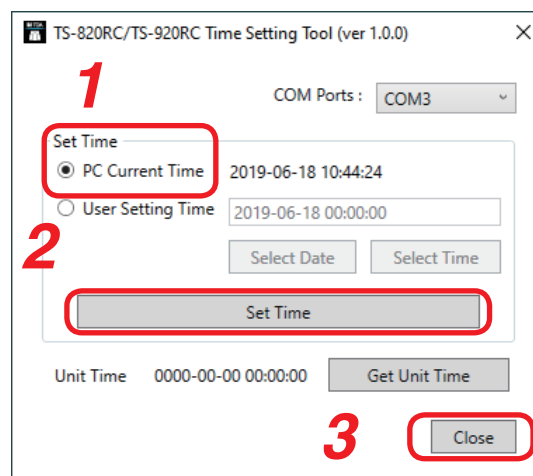 TS-820RC/TS-920RC Time Setting Tool (ver 1.0.0)
1
COM Ports : COM3
Set Time
PC Current Time 2019-06-18 10:44:24
User Setting Time 2019-06-18 00:00:00
2
Select Date Select Time
Set Time
Unit Time 0000-00-00 00:00:00 Get Unit Time
3
Close